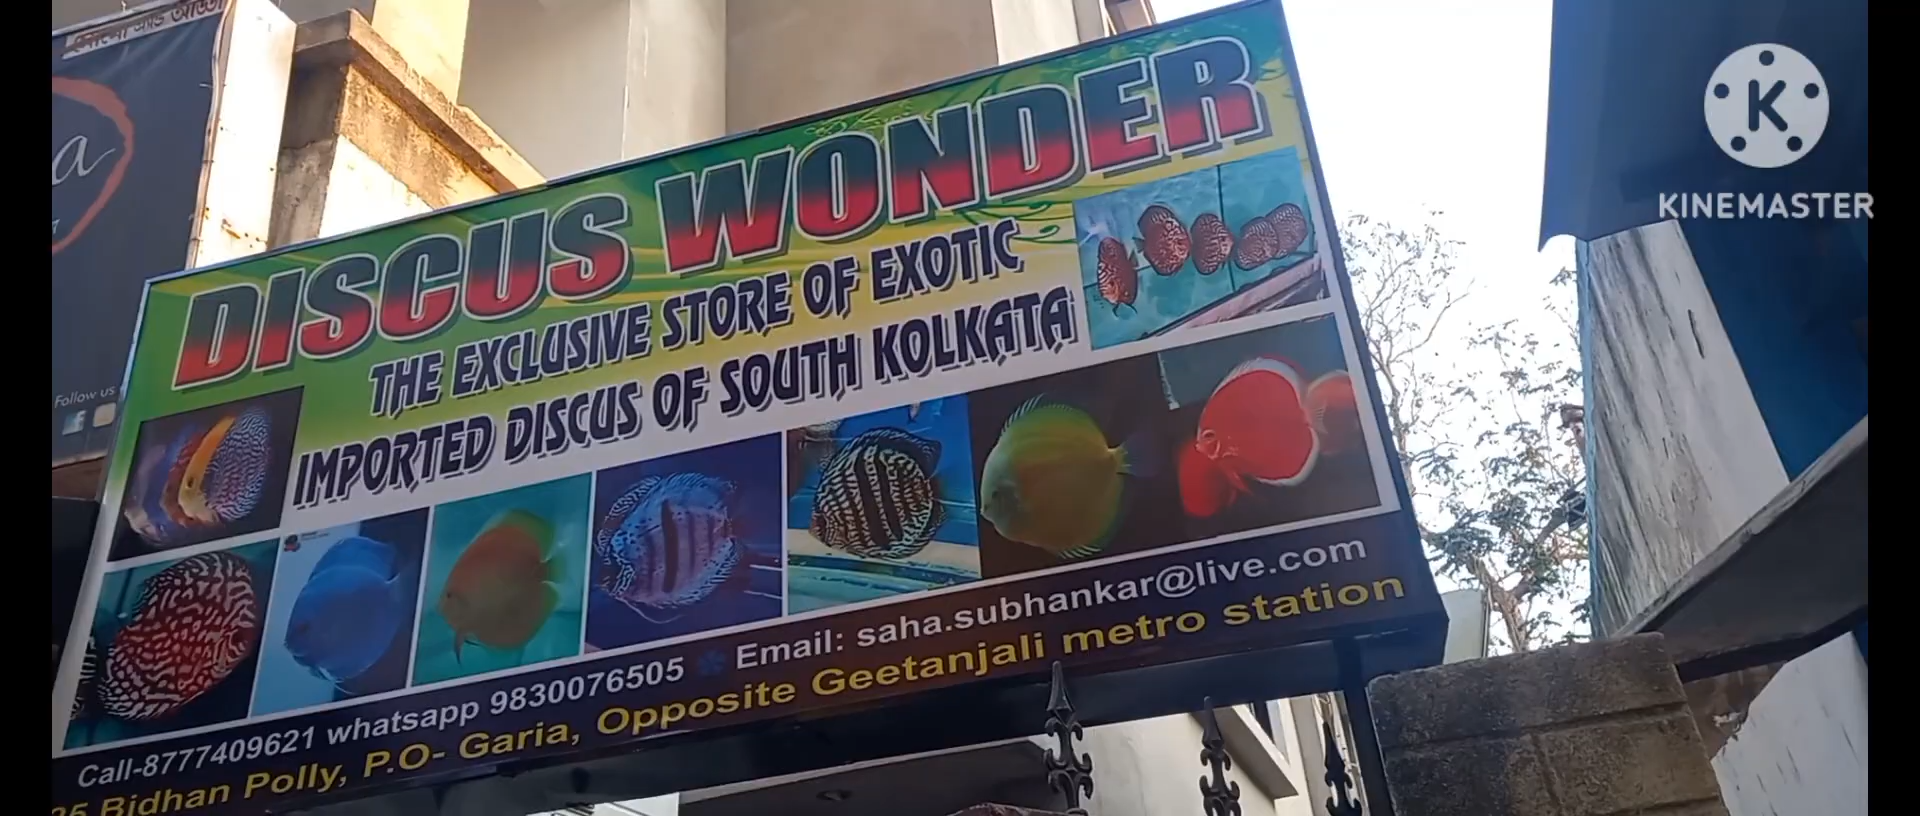 a
Follow us
DISCUS WONDER
THE EXCLUSIVE STORE OF EXOTIC
IMPORTED DISCUS OF SOUTH KOLKATA
Call-8777409621 whatsapp 9830076505 * Email: saha.subhankar@live.com
Bidhan Polly, P.O- Garia, Opposite Geetanjali metro station
K
KINEMASTER